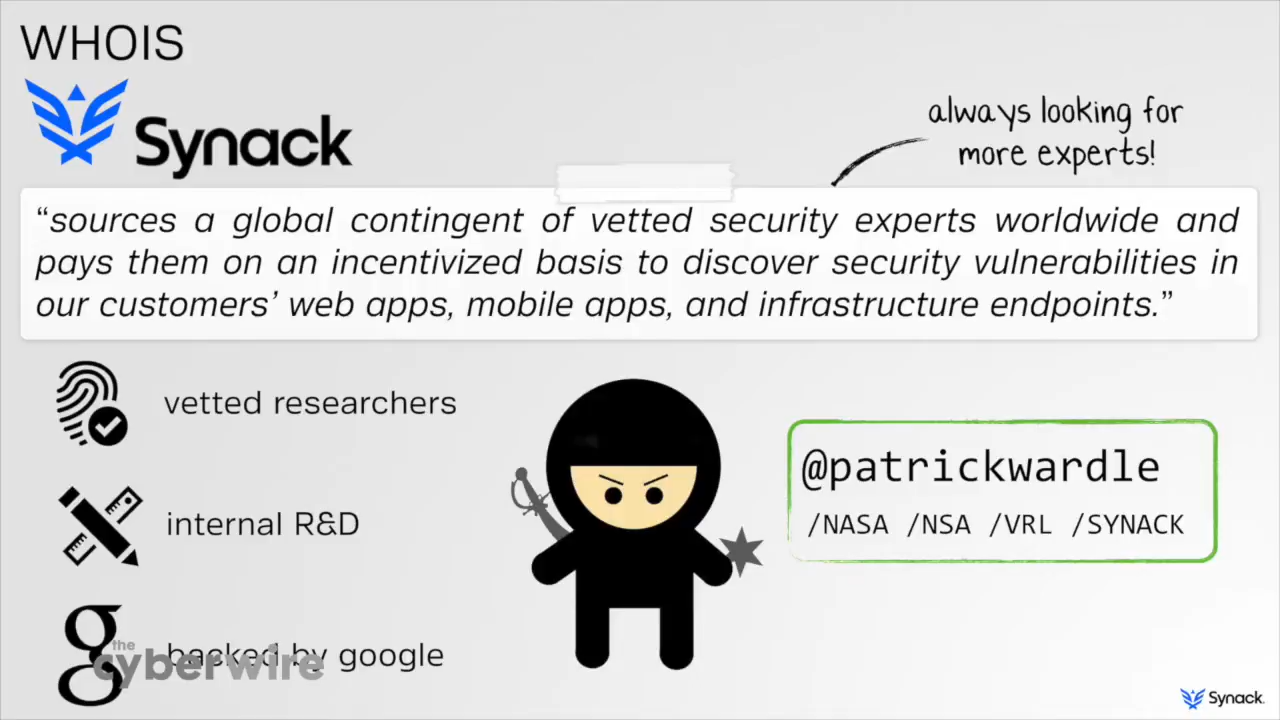 WHOIS
Synack
always looking for
more experts!
“sources a global contingent of vetted security experts worldwide and
pays them on an incentivized basis to discover security vulnerabilities in
our customers’ web apps, mobile apps, and infrastructure endpoints.”
vetted researchers
@patrickwardle
/NASA /NSA /VRL /SYNACK
internal R&D
g
backed by google
the
cyberwire
Synack.